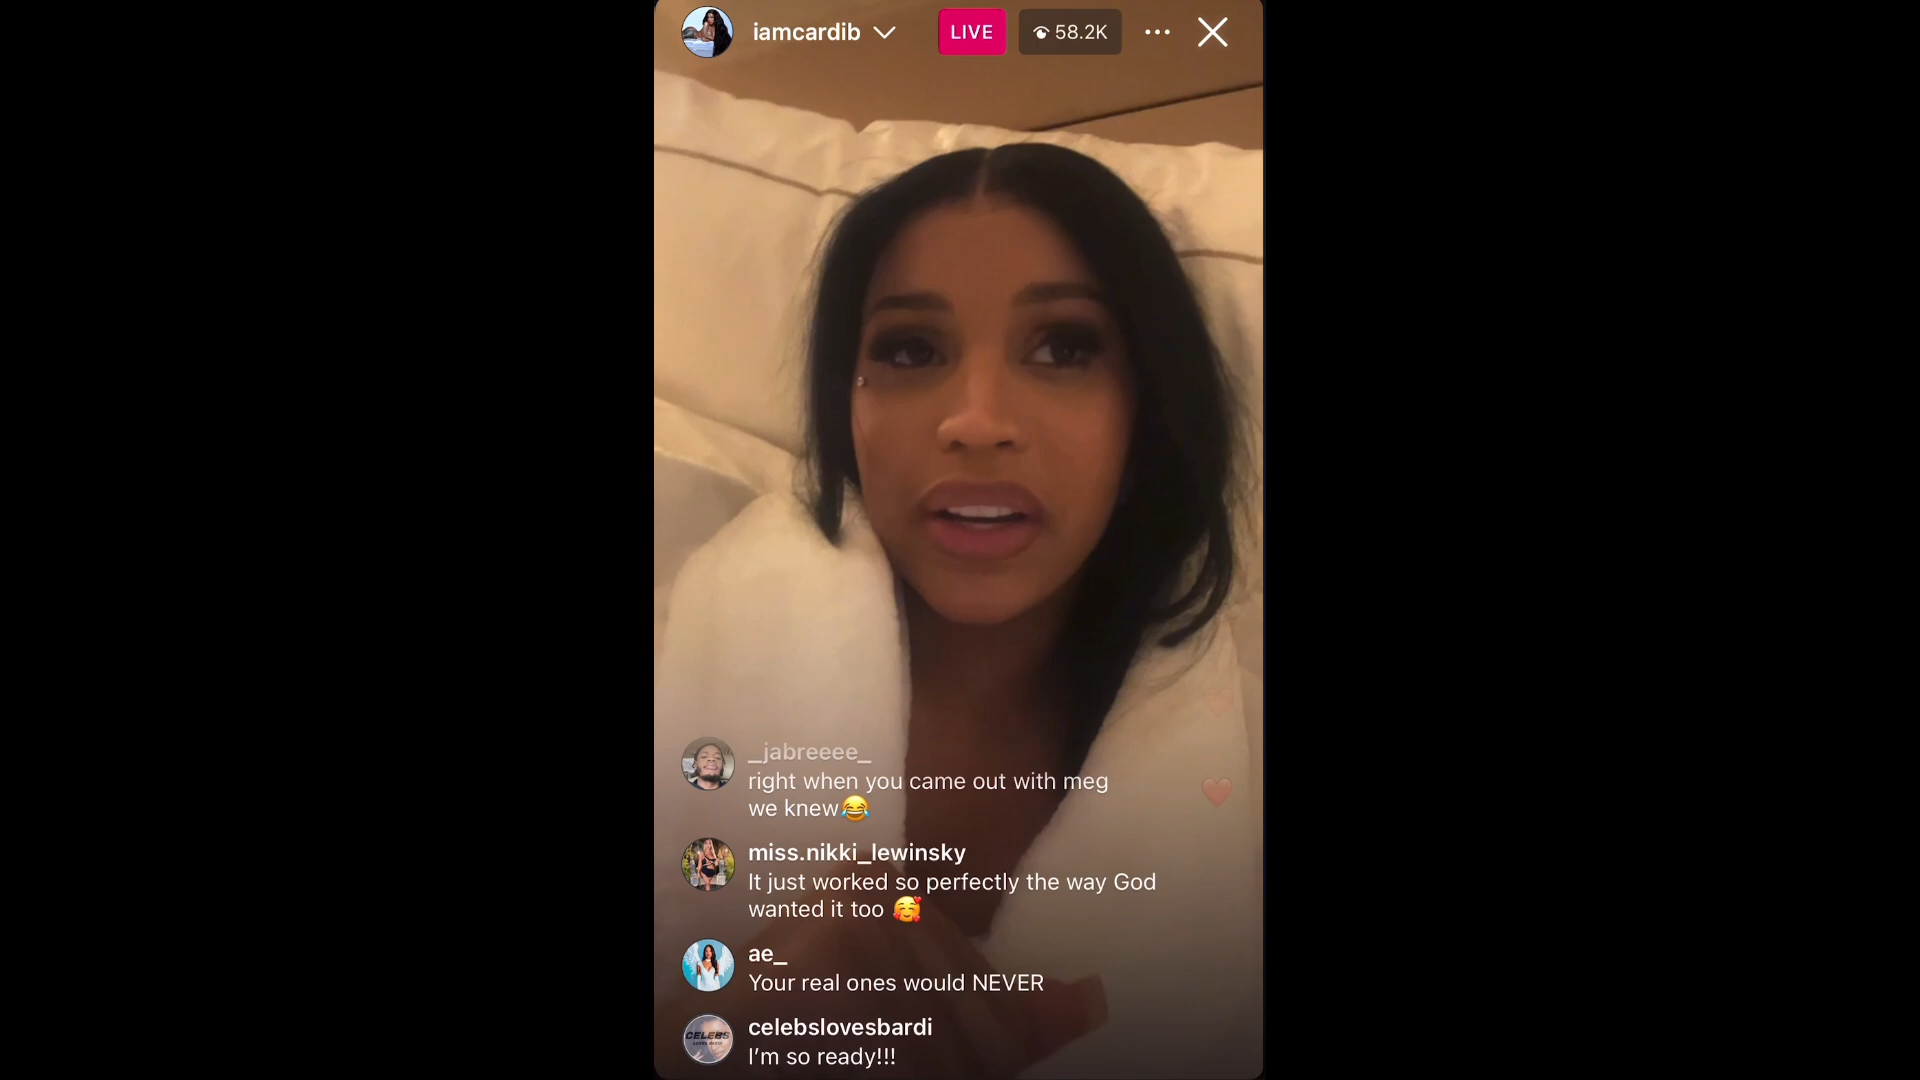 iamcardib LIVE 58.2K
_jabreeee_
right when you came out with meg
we knew😂
miss.nikki_lewinsky
It just worked so perfectly the way God
wanted it too 🥰
ae_
Your real ones would NEVER
CELEBS
celebslovesbardi
I'm so ready!!!